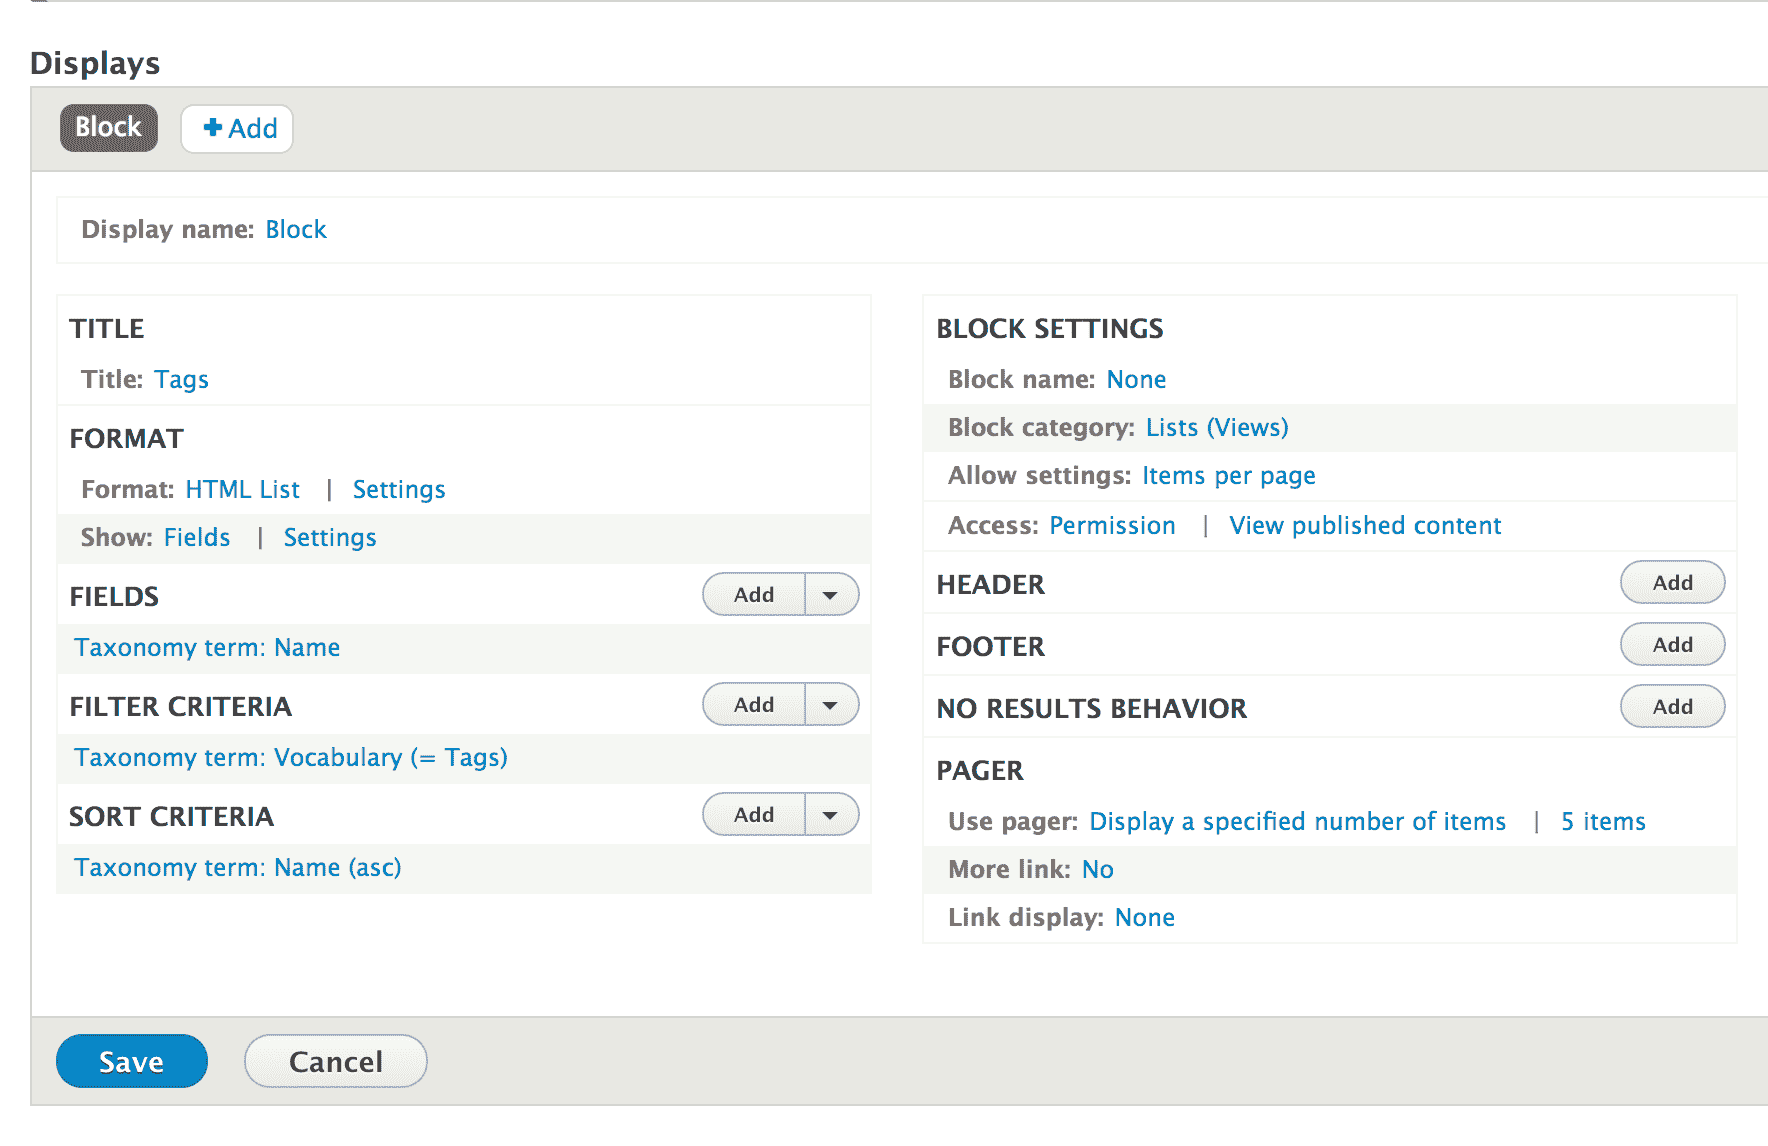 Displays
Block
Add
Display name: Block
TITLE
Title: Tags
FORMAT
Format: HTML List | Settings
Show: Fields | Settings
FIELDS Add
Taxonomy term: Name
FILTER CRITERIA Add
Taxonomy term: Vocabulary (= Tags)
SORT CRITERIA Add
Taxonomy term: Name (asc)
BLOCK SETTINGS
Block name: None
Block category: Lists (Views)
Allow settings: Items per page
Access: Permission | View published content
HEADER Add
FOOTER Add
NO RESULTS BEHAVIOR Add
PAGER
Use pager: Display a specified number of items | 5 items
More link: No
Link display: None
Save
Cancel